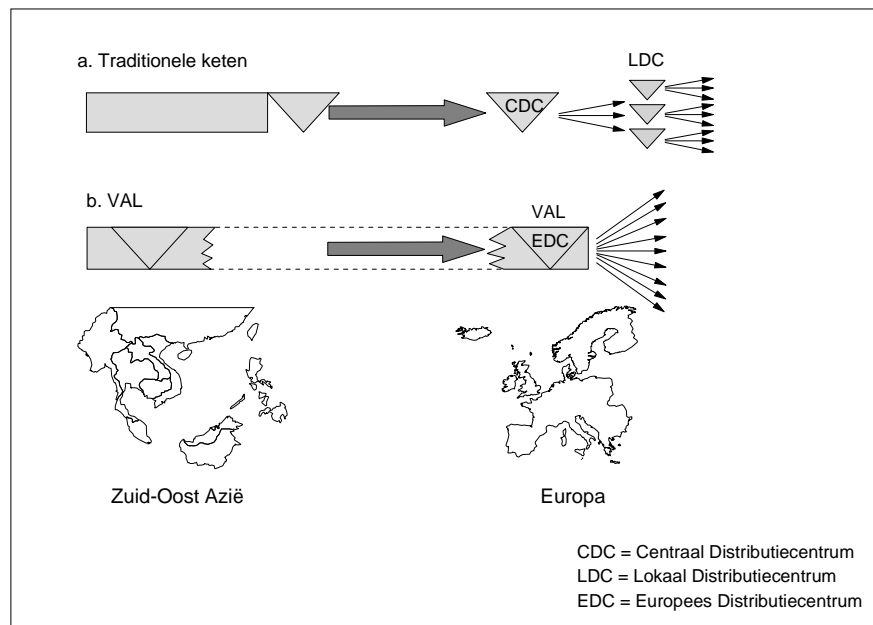 a. Traditionele keten
LDC
CDC
b. VAL
VAL
EDC
Zuid-Oost Azië
Europa
CDC = Centraal Distributiecentrum
LDC = Lokaal Distributiecentrum
EDC = Europees Distributiecentrum